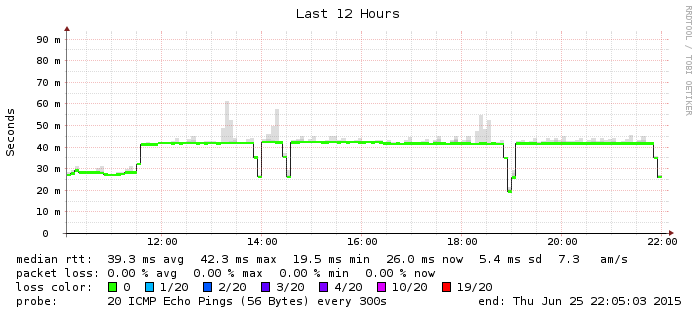 Last 12 Hours
RRDTOOL / TOBI OETIKER
Seconds
90 m
80 m
70 m
60 m
50 m
40 m
30 m
20 m
10 m
0
12:00 14:00 16:00 18:00 20:00 22:00
median rtt: 39.3 ms avg 42.3 ms max 19.5 ms min 26.0 ms now 5.4 ms sd 7.3 am/s
packet loss: 0.00 % avg 0.00 % max 0.00 % min 0.00 % now
loss color: 0 1/20 2/20 3/20 4/20 10/20 19/20
probe: 20 ICMP Echo Pings (56 Bytes) every 300s end: Thu Jun 25 22:05:03 2015